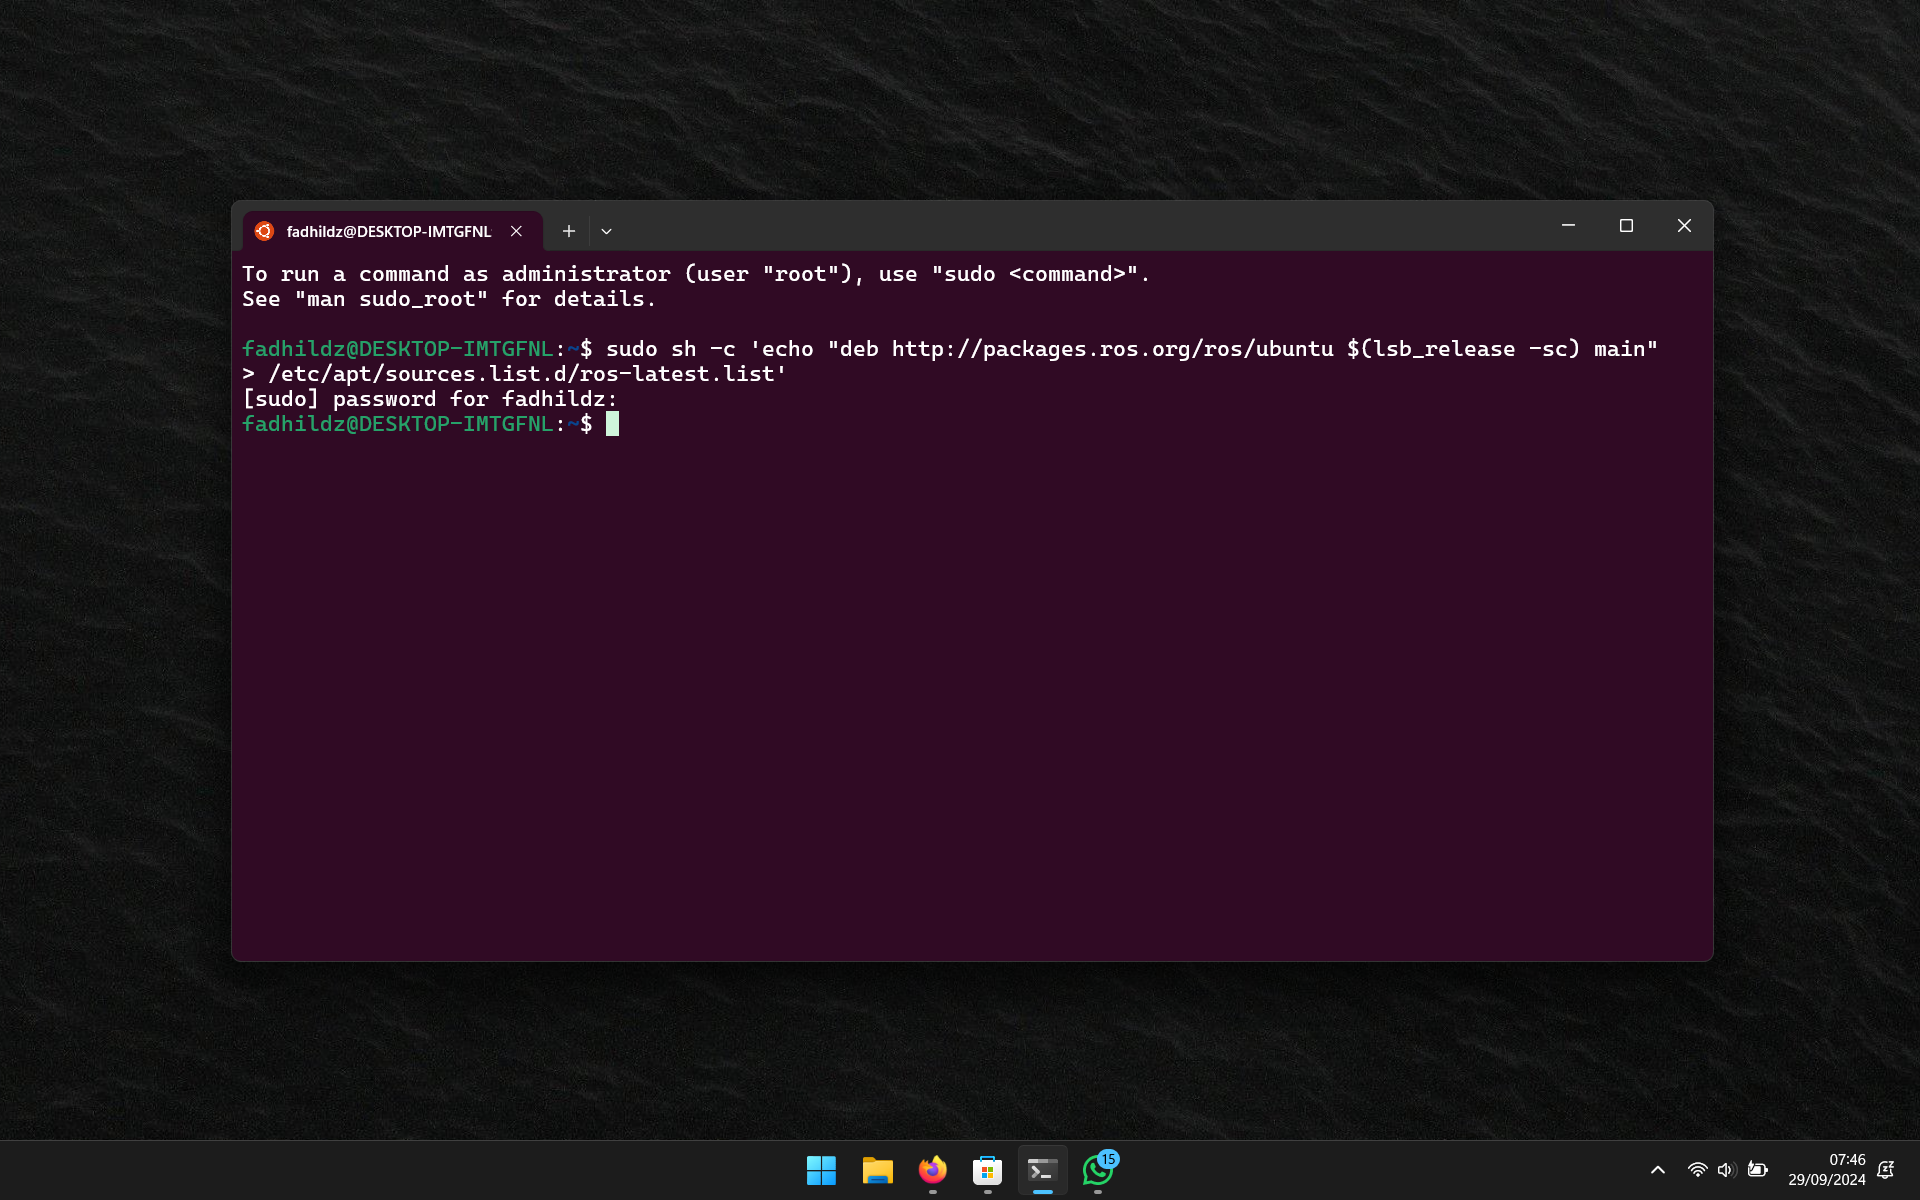 fadhildz@DESKTOP-IMTGFNL
To run a command as administrator (user "root"), use "sudo <command>".
See "man sudo_root" for details.
fadhildz@DESKTOP-IMTGFNL:~$ sudo sh -c 'echo "deb http://packages.ros.org/ros/ubuntu $(lsb_release -sc) main"
> /etc/apt/sources.list.d/ros-latest.list'
[sudo] password for fadhildz:
fadhildz@DESKTOP-IMTGFNL:~$
15
07:46
29/09/2024